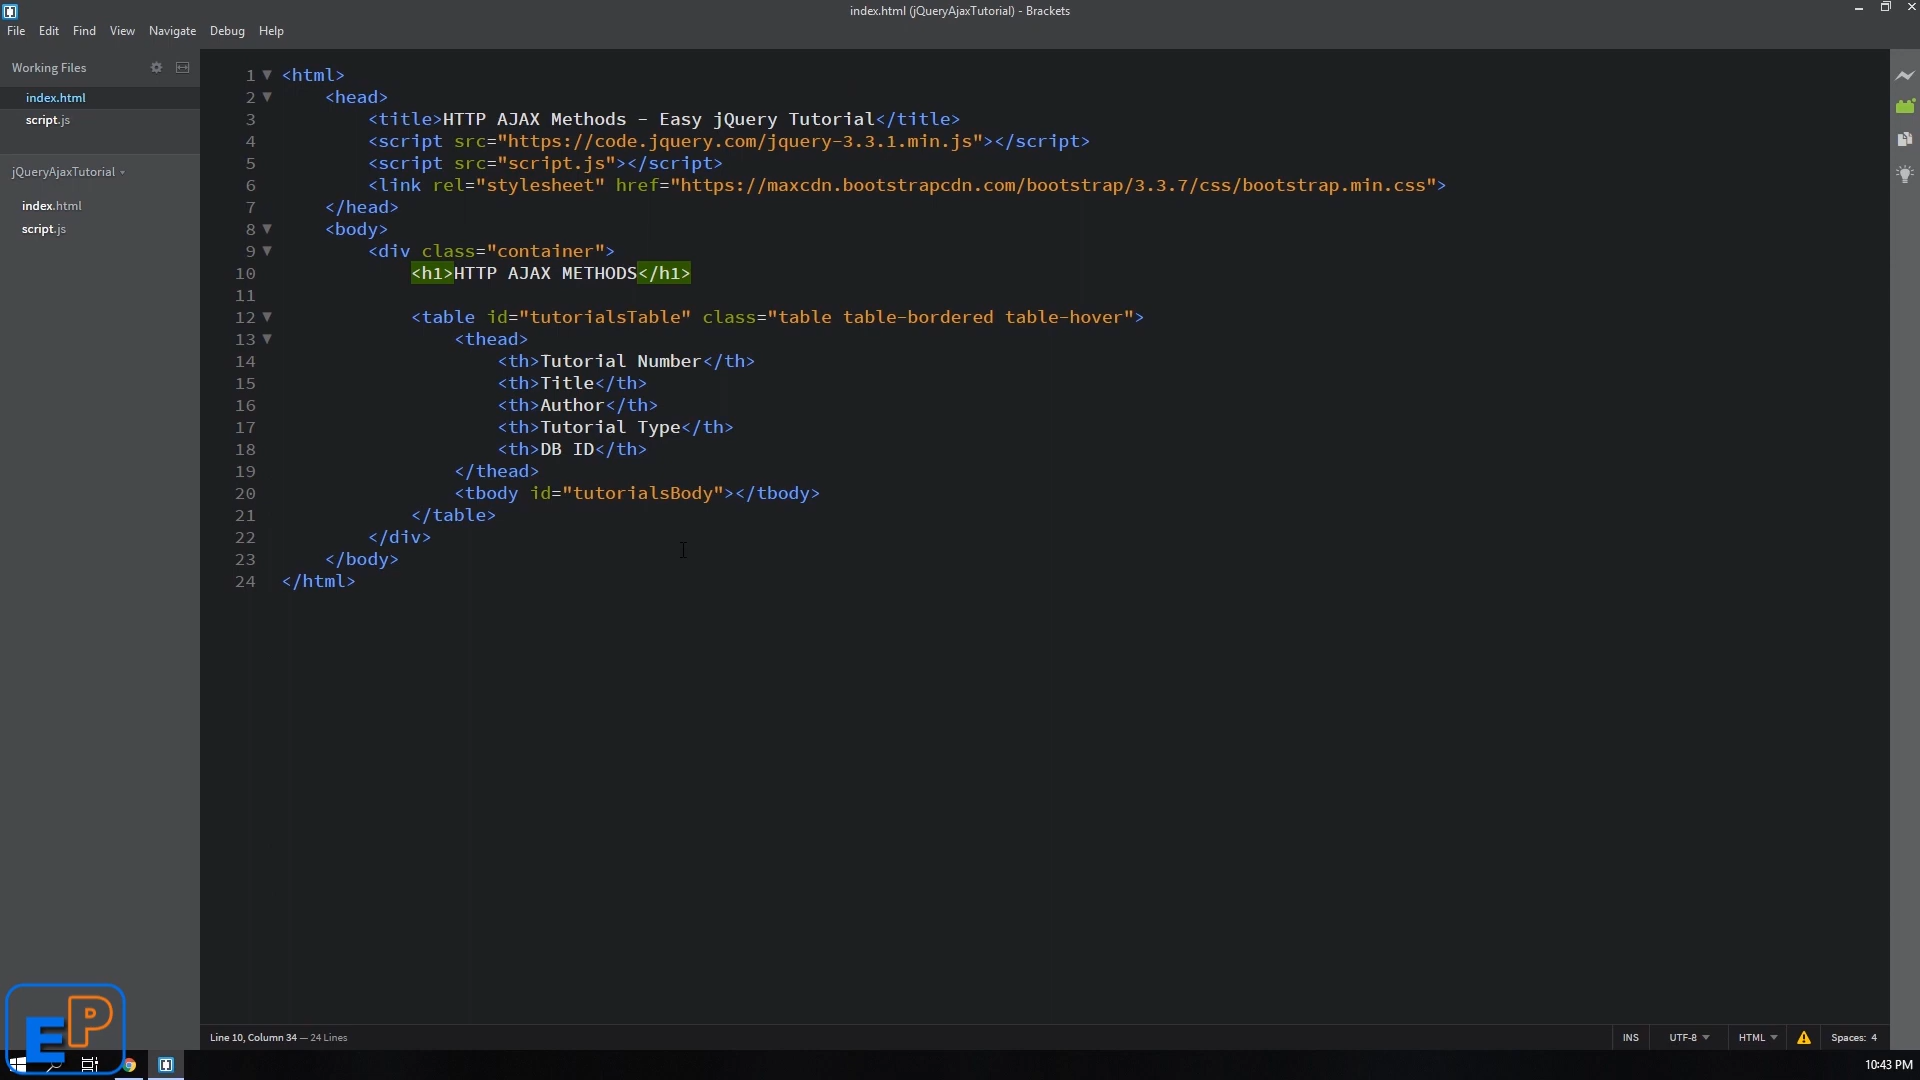 index.html (jQueryAjaxTutorial) - Brackets
File Edit Find View Navigate Debug Help
Working Files
index.html
script.js
jQueryAjaxTutorial
index.html
script.js
1 <html>
2 <head>
3 <title>HTTP AJAX Methods - Easy jQuery Tutorial</title>
4 <script src="https://code.jquery.com/jquery-3.3.1.min.js"></script>
5 <script src="script.js"></script>
6 <link rel="stylesheet" href="https://maxcdn.bootstrapcdn.com/bootstrap/3.3.7/css/bootstrap.min.css">
7 </head>
8 <body>
9 <div class="container">
10 <h1>HTTP AJAX METHODS</h1>
11
12 <table id="tutorialsTable" class="table table-bordered table-hover">
13 <thead>
14 <th>Tutorial Number</th>
15 <th>Title</th>
16 <th>Author</th>
17 <th>Tutorial Type</th>
18 <th>DB ID</th>
19 </thead>
20 <tbody id="tutorialsBody"></tbody>
21 </table>
22 </div>
23 </body>
24 </html>
Line 10, Column 34 — 24 Lines
INS UTF-8 HTML Spaces: 4
EP
10:43 PM